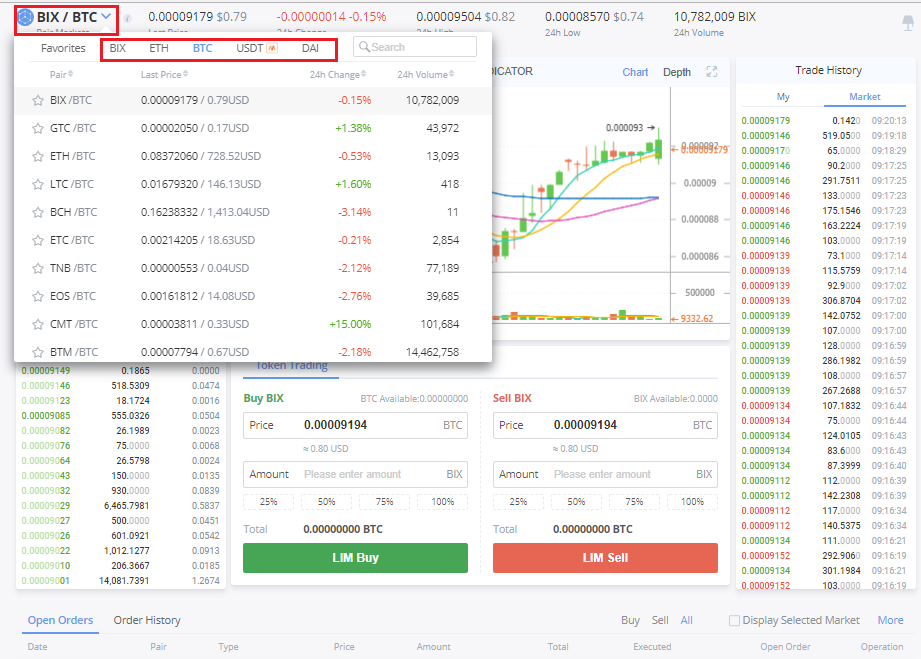 BIX / BTC 0.00009179 $0.79 -0.00000014 -0.15% 0.00009504 $0.82 0.00008570 $0.74 10,782,009 BIX
24h Low 24h Volume
Favorites BIX ETH BTC USDT DAI Search
Pair Last Price 24h Change 24h Volume
BIX /BTC 0.00009179 / 0.79USD -0.15% 10,782,009
GTC /BTC 0.00002050 / 0.17USD +1.38% 43,972
ETH /BTC 0.08372060 / 728.52USD -0.53% 13,093
LTC /BTC 0.01679320 / 146.13USD +1.60% 418
BCH /BTC 0.16238332 / 1,413.04USD -3.14% 11
ETC /BTC 0.00214205 / 18.63USD -0.21% 2,854
TNB /BTC 0.00000553 / 0.04USD -2.12% 77,189
EOS /BTC 0.00161812 / 14.08USD -2.76% 39,685
CMT /BTC 0.00003811 / 0.33USD +15.00% 101,684
BTM /BTC 0.00007794 / 0.67USD -2.18% 14,462,758
Chart Depth
0.000093
0.00009179
0.00009
0.000088
0.000086
500000
9332.62
0.00009149 0.1865 0.0000
0.00009146 518.5309 0.0474
0.00009123 18.1724 0.0016
0.00009085 555.0326 0.0504
0.00009082 26.1989 0.0023
0.00009076 75.0000 0.0068
0.00009064 26.5798 0.0024
0.00009043 150.0000 0.0135
0.00009032 930.0000 0.0839
0.00009029 6,465.7981 0.5837
0.00009027 500.0000 0.0451
0.00009026 601.0921 0.0542
0.00009022 1,012.1277 0.0913
0.00009010 206.3667 0.0185
0.00009001 14,081.7391 1.2674
Token Trading
Buy BIX BTC Available:0.00000000
Price 0.00009194 BTC
≈0.80 USD
Amount Please enter amount BIX
25% 50% 75% 100%
Total 0.00000000 BTC
LIM Buy
Sell BIX BIX Available:0.0000
Price 0.00009194 BTC
≈0.80 USD
Amount Please enter amount BIX
25% 50% 75% 100%
Total 0.00000000 BTC
LIM Sell
Trade History
My Market
0.00009179 0.1420 09:20:13
0.00009146 519.0500 09:19:18
0.00009170 65.0000 09:18:29
0.00009146 90.2000 09:17:25
0.00009146 291.7511 09:17:25
0.00009146 133.0000 09:17:23
0.00009146 175.1546 09:17:23
0.00009146 163.2224 09:17:19
0.00009146 103.0000 09:17:19
0.00009139 73.1000 09:17:14
0.00009139 115.5759 09:17:14
0.00009139 92.9000 09:17:02
0.00009139 306.8704 09:17:02
0.00009139 142.0752 09:17:00
0.00009139 107.0000 09:17:00
0.00009139 128.0000 09:16:59
0.00009139 286.1982 09:16:59
0.00009139 108.0000 09:16:57
0.00009139 267.2688 09:16:57
0.00009134 107.1832 09:16:44
0.00009134 75.0000 09:16:44
0.00009134 124.0105 09:16:43
0.00009134 83.6000 09:16:43
0.00009134 87.3999 09:16:40
0.00009112 112.0000 09:16:39
0.00009112 142.2308 09:16:39
0.00009112 117.0000 09:16:34
0.00009112 140.5375 09:16:34
0.00009134 111.0000 09:16:21
0.00009152 292.9060 09:16:19
0.00009134 301.1984 09:16:21
0.00009152 103.0000 09:16:19
Open Orders Order History Buy Sell All Display Selected Market More
Date Pair Type Price Amount Total Executed Open Order Operation